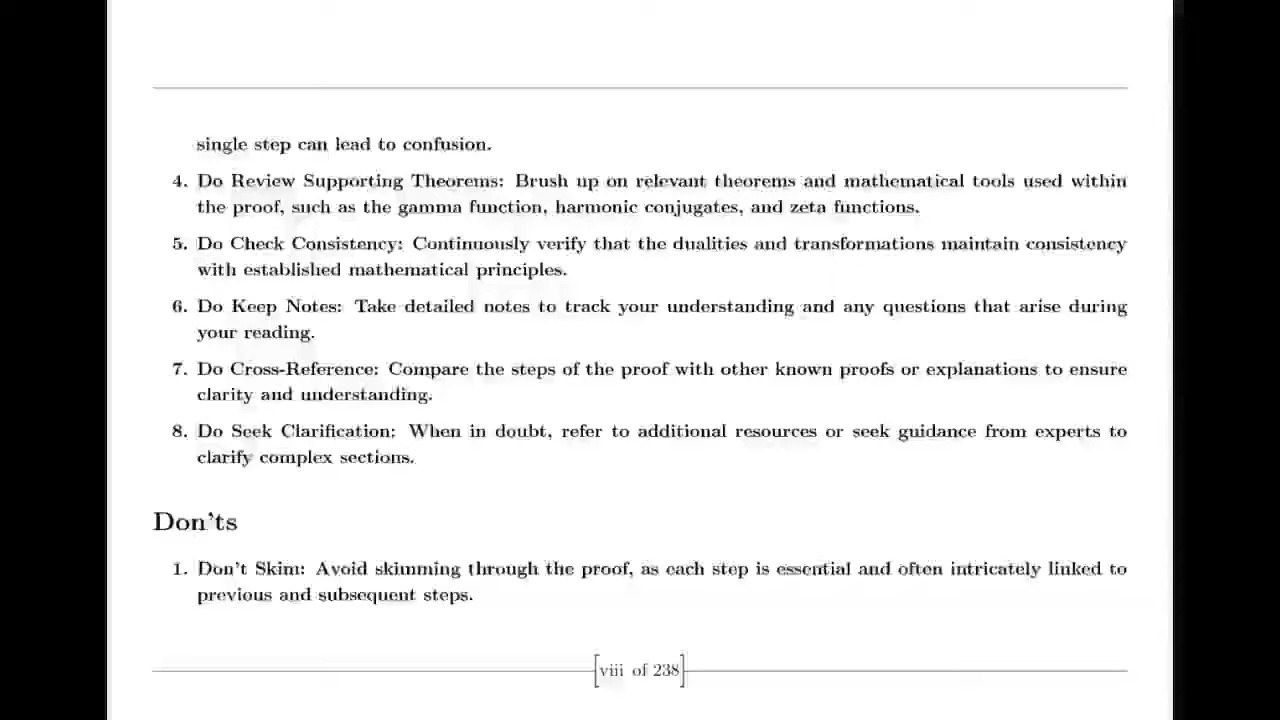 single step can lead to confusion.
4. Do Review Supporting Theorems: Brush up on relevant theorems and mathematical tools used within
the proof, such as the gamma function, harmonic conjugates, and zeta functions.
5. Do Check Consistency: Continuously verify that the dualities and transformations maintain consistency
with established mathematical principles.
6. Do Keep Notes: Take detailed notes to track your understanding and any questions that arise during
your reading.
7. Do Cross-Reference: Compare the steps of the proof with other known proofs or explanations to ensure
clarity and understanding.
8. Do Seek Clarification: When in doubt, refer to additional resources or seek guidance from experts to
clarify complex sections.
Don'ts
1. Don't Skim: Avoid skimming through the proof, as each step is essential and often intricately linked to
previous and subsequent steps.
[viii of 238]